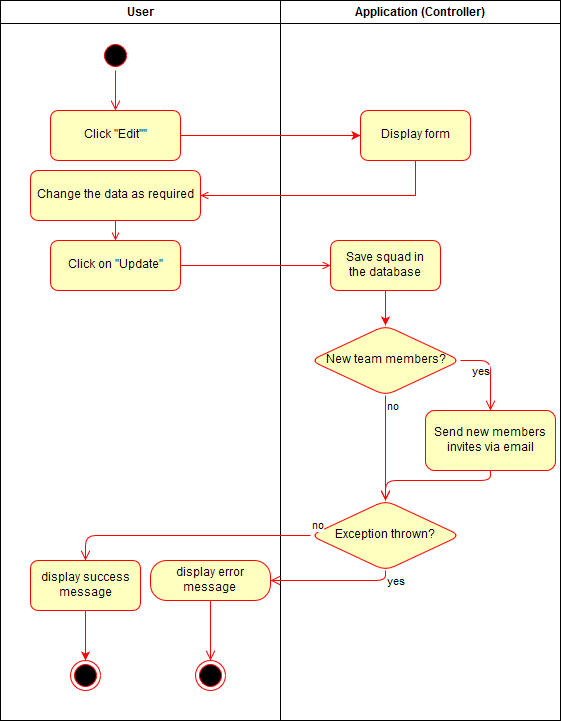 User
Application (Controller)
Click "Edit""
Display form
Change the data as required
Click on "Update"
Save squad in
the database
New team members?
yes
no
Send new members
invites via email
Exception thrown?
no
yes
display success
message
display error
message